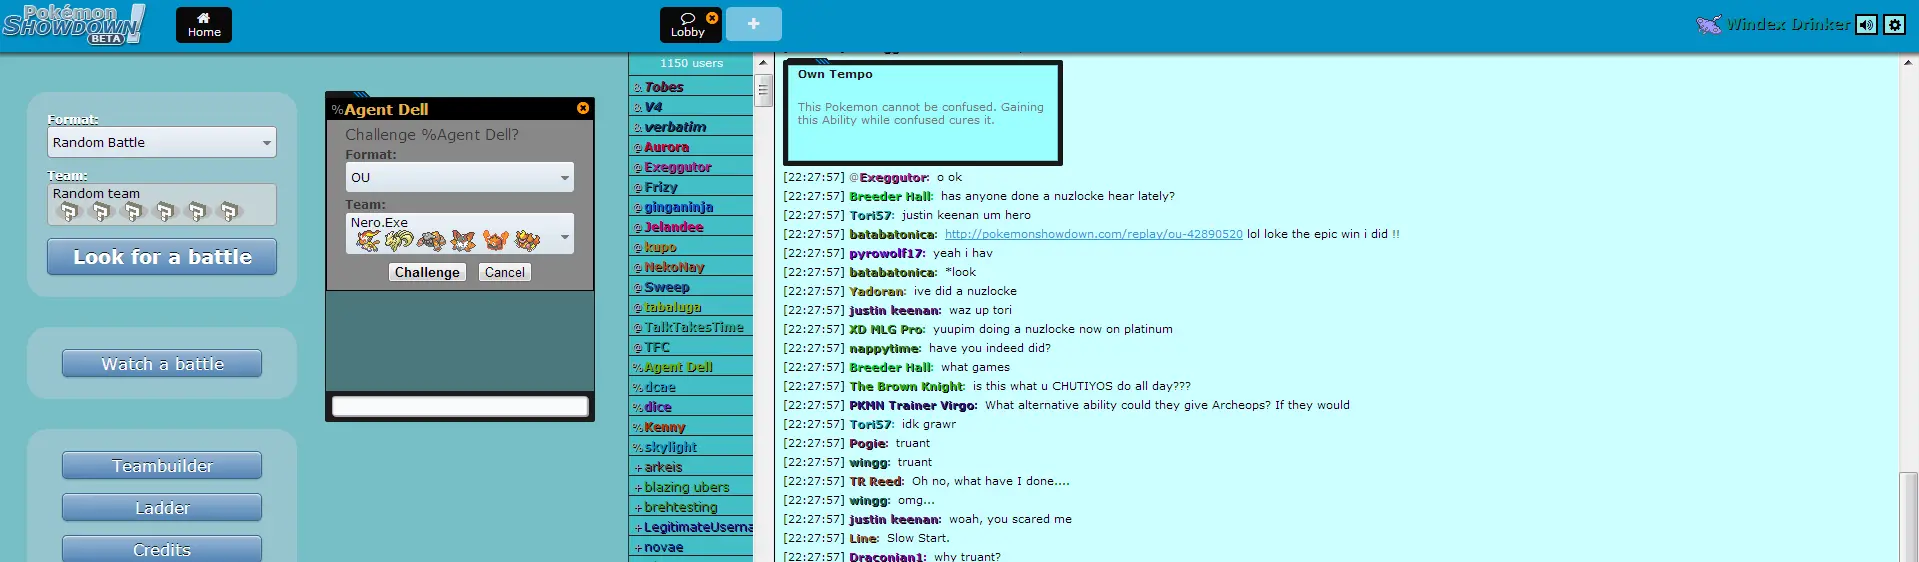 Pokémon
SHOWDOWN!
BETA
Home
Lobby
+
Windex Drinker
Format:
Random Battle
Team:
Random team
Look for a battle
Watch a battle
Teambuilder
Ladder
Credits
%Agent Dell
Challenge %Agent Dell?
Format:
OU
Team:
Nero.Exe
Challenge Cancel
1150 users
&Tobes
&V4
&verbatim
@Aurora
@Exeggutor
@Frizy
@ginganinja
@Jelandee
@kupo
@NekoNay
@Sweep
@tabaluga
@TalkTakesTime
@TFC
%Agent Dell
%dcae
%dice
%Kenny
%skylight
+arkeis
+blazing ubers
+brehtesting
+LegitimateUserna
+novae
Own Tempo
This Pokemon cannot be confused. Gaining
this Ability while confused cures it.
[22:27:57] @Exeggutor: o ok
[22:27:57] Breeder Hall: has anyone done a nuzlocke hear lately?
[22:27:57] Tori57: justin keenan um hero
[22:27:57] batabatonica: http://pokemonshowdown.com/replay/ou-42890520 lol loke the epic win i did !!
[22:27:57] pyrowolf17: yeah i hav
[22:27:57] batabatonica: *look
[22:27:57] Yadoran: ive did a nuzlocke
[22:27:57] justin keenan: waz up tori
[22:27:57] XD MLG Pro: yuupim doing a nuzlocke now on platinum
[22:27:57] nappytime: have you indeed did?
[22:27:57] Breeder Hall: what games
[22:27:57] The Brown Knight: is this what u CHUTIYOS do all day???
[22:27:57] PKMN Trainer Virgo: What alternative ability could they give Archeops? If they would
[22:27:57] Tori57: idk grawr
[22:27:57] Pogie: truant
[22:27:57] wingg: truant
[22:27:57] TR Reed: Oh no, what have I done....
[22:27:57] wingg: omg...
[22:27:57] justin keenan: woah, you scared me
[22:27:57] Line: Slow Start.
[22:27:57] Draconian1: why truant?